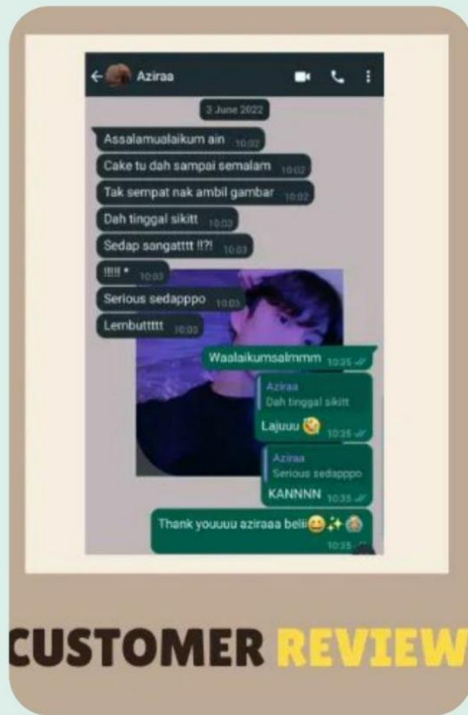 Aziraa
3 June 2022
Assalamualaikum ain 10:02
Cake tu dah sampai semalam 10:02
Tak sempat nak ambil gambar 10:02
Dah tinggal sikitt 10:03
Sedap sangatttt !!?! 10:03
!!!!! * 10:03
Serious sedapppo 10:03
Lembuttttt 10:03
Waalaikumsalmmm 10:35
Aziraa
Dah tinggal sikitt
Lajuuu 🤣 10:35
Aziraa
Serious sedapppo
KANNNN 10:35
Thank youuuu aziraaa beliii😆✨
10:35
CUSTOMER REVIEW